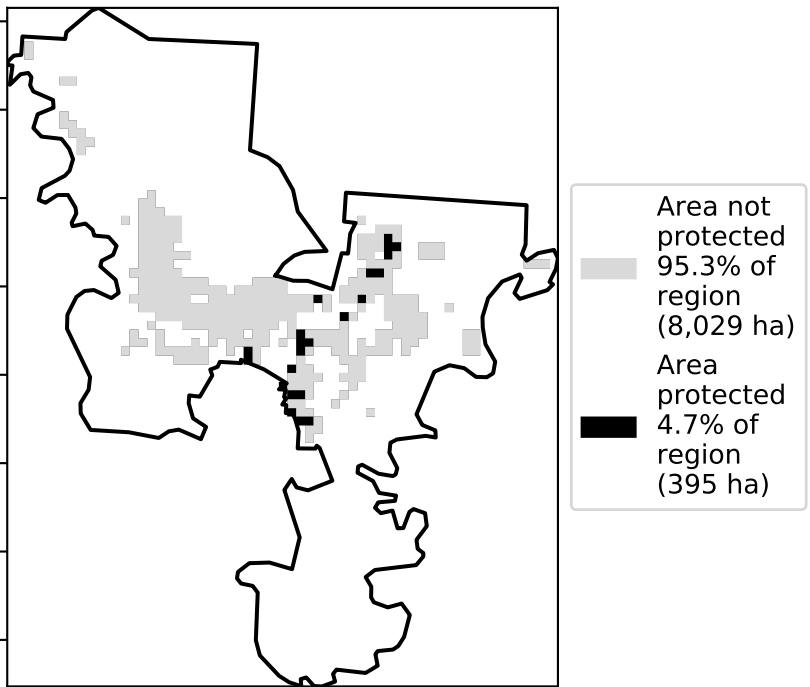 Area not
protected
95.3% of
region
(8,029 ha)
Area
protected
4.7% of
region
(395 ha)